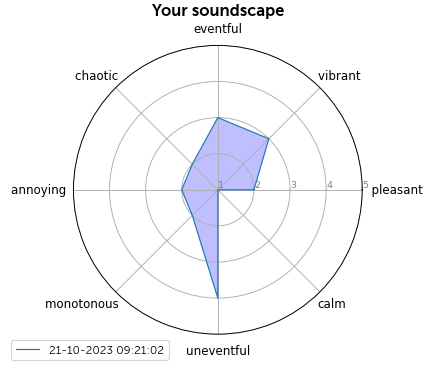 Your soundscape
eventful
chaotic
vibrant
annoying
1
2
3
4
5
pleasant
monotonous
calm
uneventful
21-10-2023 09:21:02